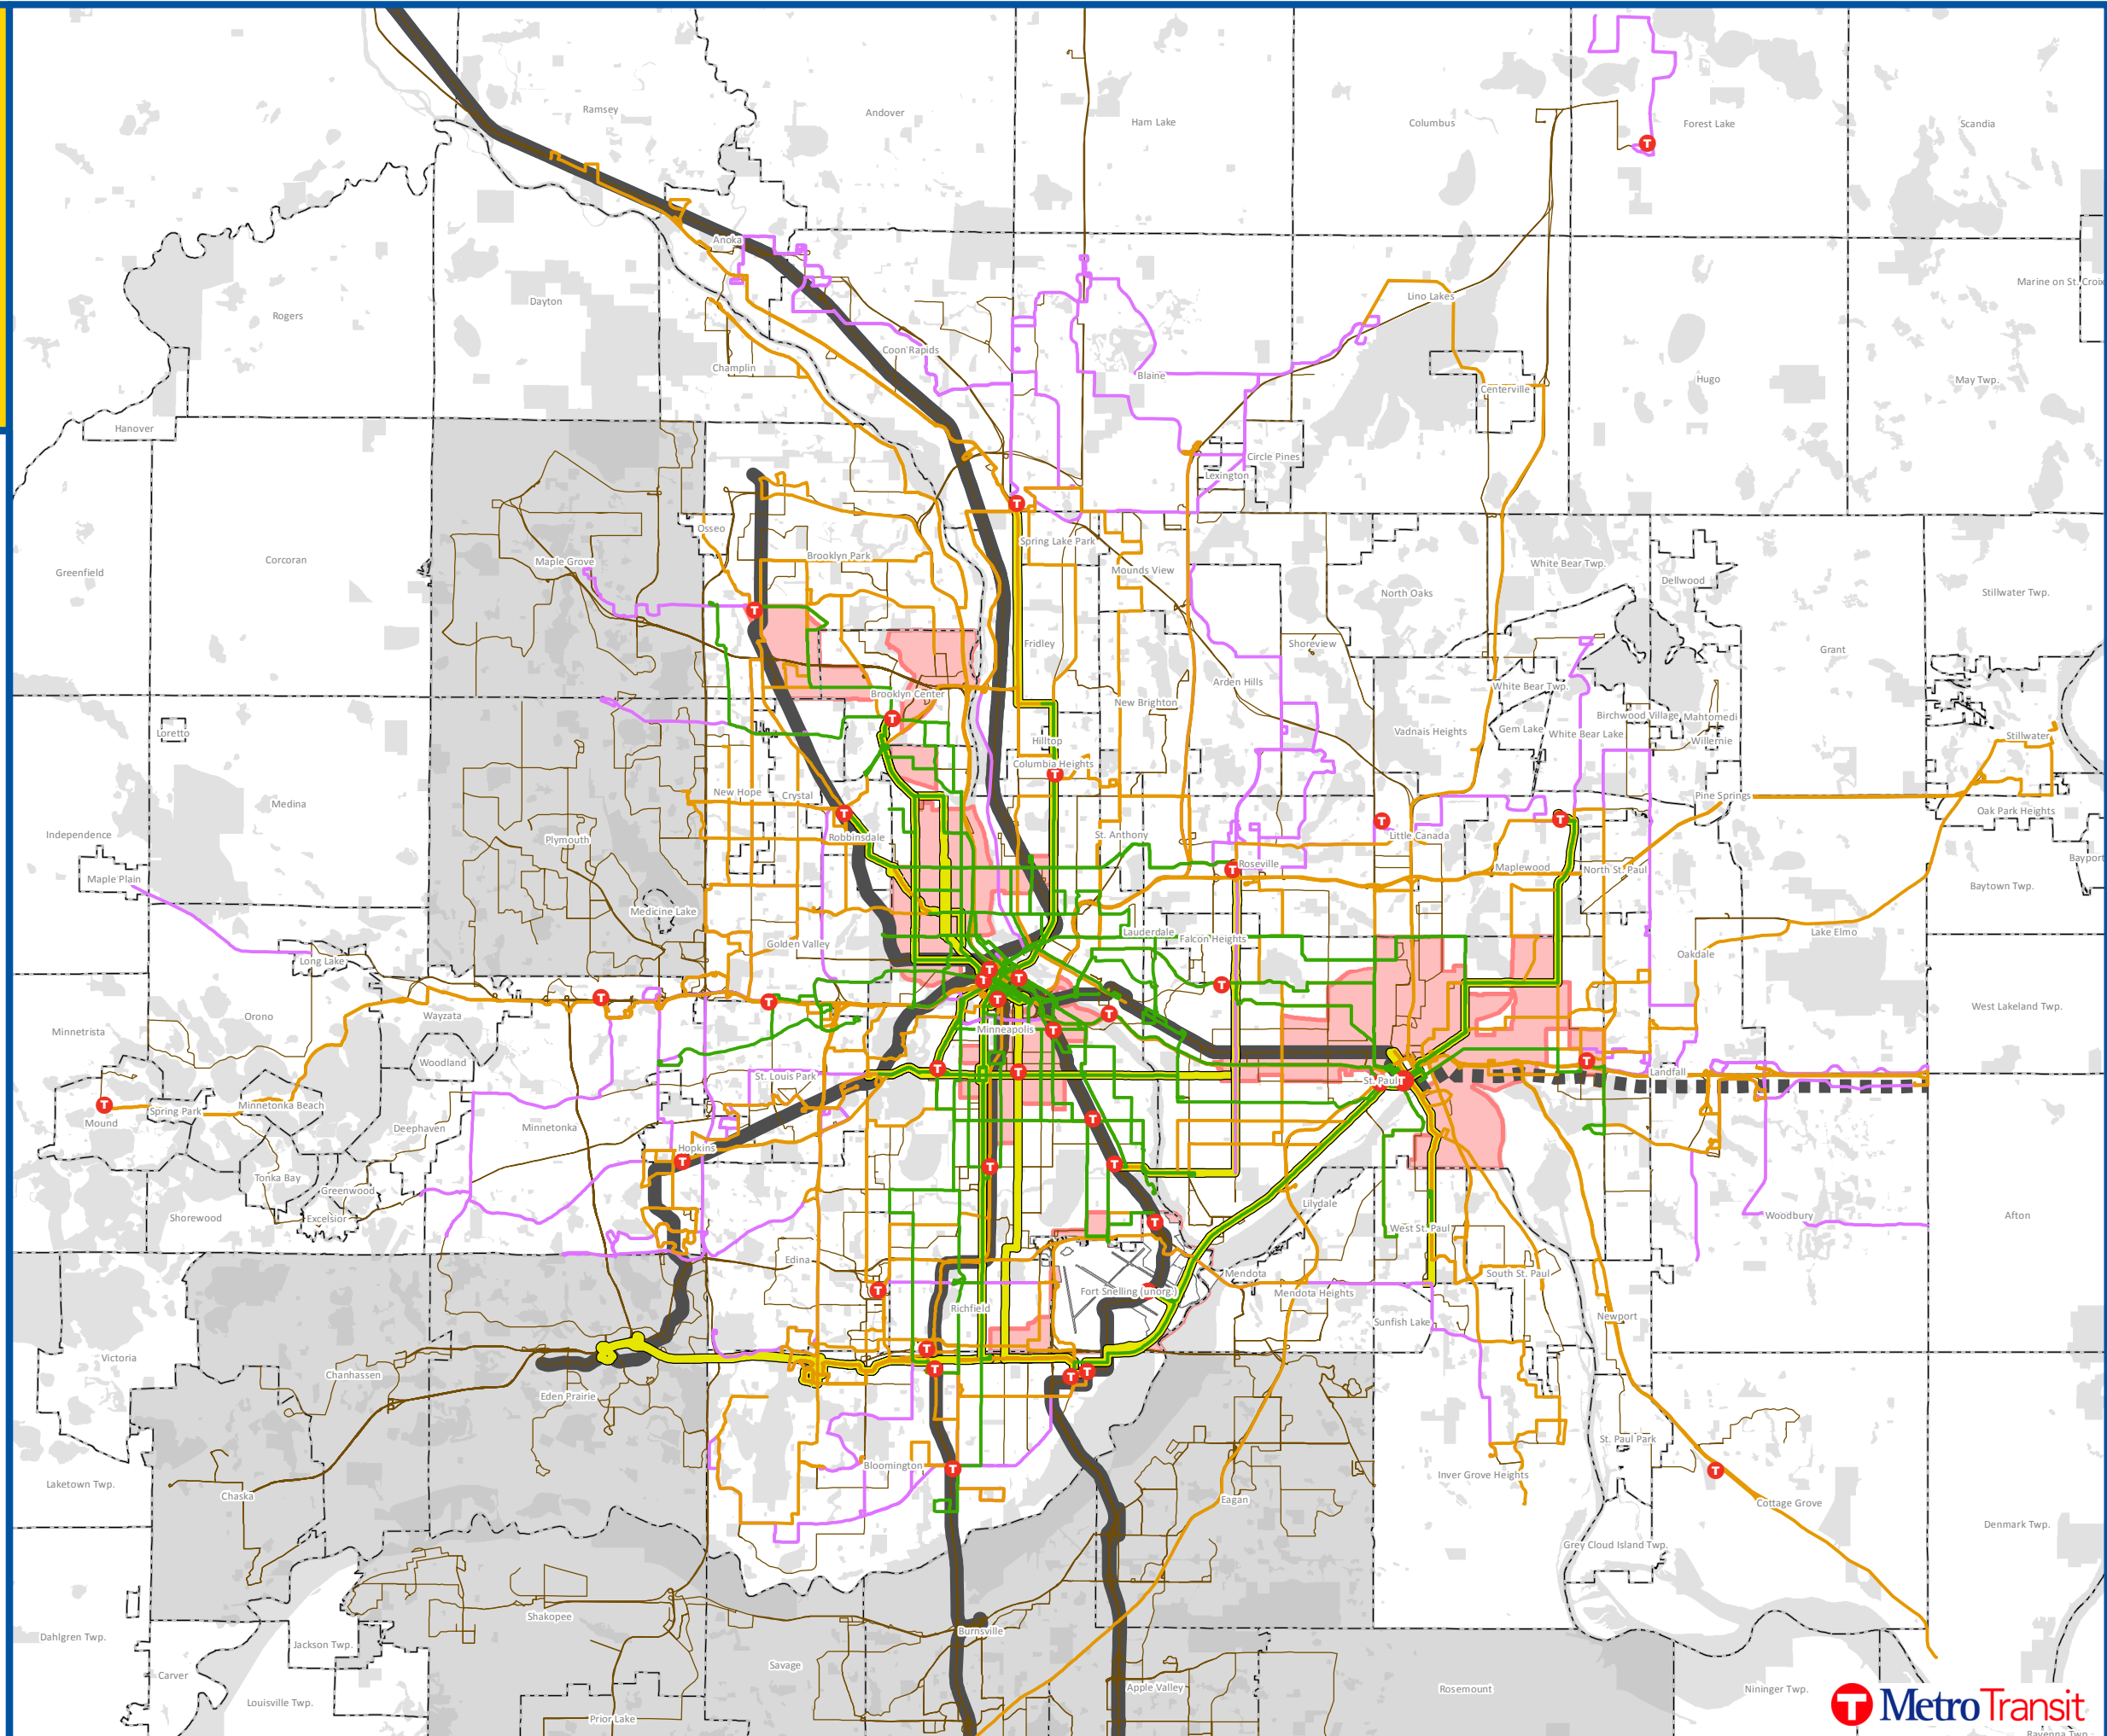 Ramsey
Andover
Ham Lake
Columbus
Forest Lake
Scandia
Anoka
Marine on St. Croix
Dayton
Rogers
Lino Lakes
Coon Rapids
Champlin
Blaine
Hugo
May Twp.
Centerville
Hanover
Circle Pines
Lexington
Osseo
Spring Lake Park
Brooklyn Park
Corcoran
Maple Grove
Greenfield
Mounds View
White Bear Twp.
Dellwood
North Oaks
Stillwater Twp.
Fridley
Shoreview
Grant
Arden Hills
White Bear Twp.
Brooklyn Center
New Brighton
Birchwood Village
Mahtomedi
Loretto
Gem Lake
White Bear Lake
Vadnais Heights
Stillwater
Hilltop
Willernie
Columbia Heights
New Hope
Crystal
Pine Springs
Medina
Oak Park Heights
Independence
Plymouth
Robbinsdale
St. Anthony
Little Canada
Bayport
Roseville
Maplewood
North St. Paul
Maple Plain
Baytown Twp.
Medicine Lake
Lauderdale
Falcon Heights
Lake Elmo
Golden Valley
Oakdale
Long Lake
West Lakeland Twp.
Orono
Wayzata
Minnetrista
Minneapolis
Woodland
St. Louis Park
St. Paul
Landfall
Minnetonka Beach
Spring Park
Mound
Deephaven
Minnetonka
Hopkins
Tonka Bay
Greenwood
Lilydale
Shorewood
Excelsior
West St. Paul
Woodbury
Afton
Edina
Mendota
South St. Paul
Fort Snelling (unorg.)
Mendota Heights
Richfield
Newport
Sunfish Lake
Victoria
Chanhassen
Eden Prairie
St. Paul Park
Bloomington
Inver Grove Heights
Laketown Twp.
Chaska
Eagan
Cottage Grove
Denmark Twp.
Grey Cloud Island Twp.
Shakopee
Burnsville
Dahlgren Twp.
Jackson Twp.
Savage
Carver
Apple Valley
Rosemount
Nininger Twp.
Louisville Twp.
Prior Lake
T MetroTransit
Ravenna Twp.